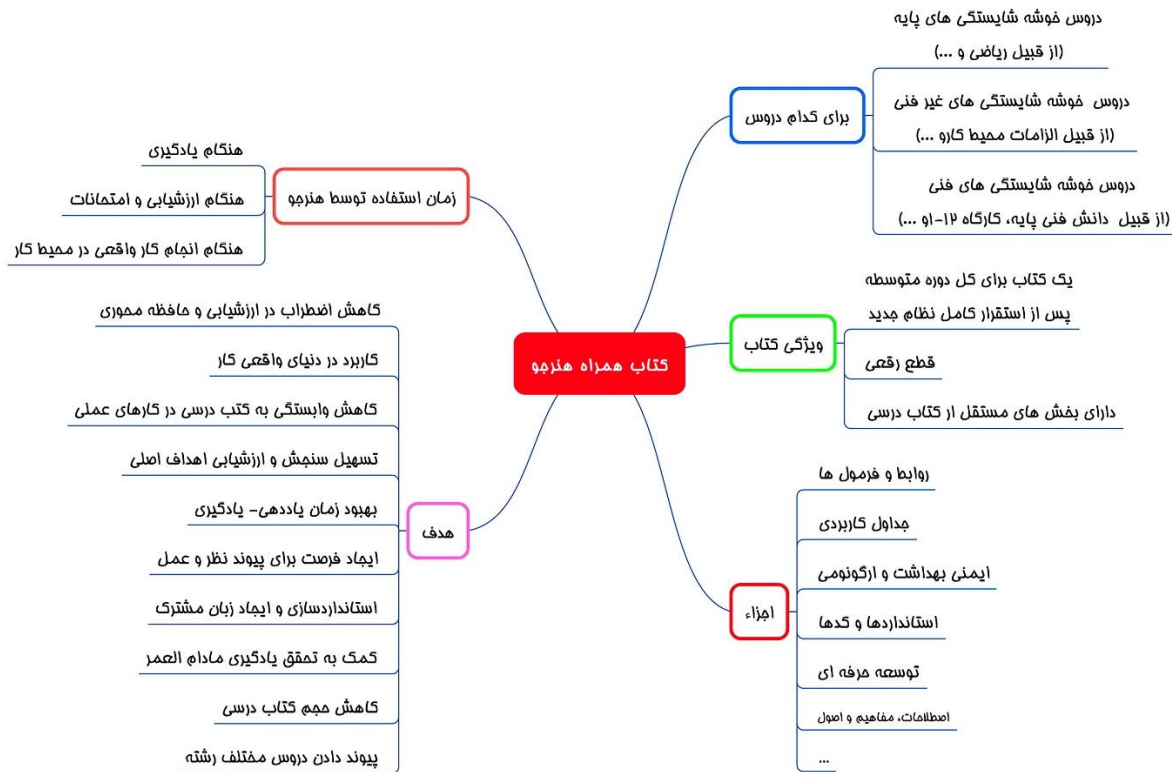 کتاب همراه هنرجو
برای کدام دروس
دروس خوشه شایستگی های پایه
(از قبیل ریاضی و ...)
دروس خوشه شایستگی های غیر فنی
(از قبیل الزامات محیط کارو ...)
دروس خوشه شایستگی های فنی
(از قبیل دانش فنی پایه، کارگاه ۱۲-۱و ...)
ویژگی کتاب
یک کتاب برای کل دوره متوسطه
پس از استقرار کامل نظام جدید
قطع رقعی
دارای بخش های مستقل از کتاب درسی
اجزاء
روابط و فرمول ها
جداول کاربردی
ایمنی بهداشت و ارگونومی
استانداردها و کدها
توسعه حرفه ای
اصطلاحات، مفاهیم و اصول
...
زمان استفاده توسط هنرجو
هنگام یادگیری
هنگام ارزشیابی و امتحانات
هنگام انجام کار واقعی در محیط کار
هدف
کاهش اضطراب در ارزشیابی و حافظه محوری
کاربرد در دنیای واقعی کار
کاهش وابستگی به کتب درسی در کارهای عملی
تسهیل سنجش و ارزشیابی اهداف اصلی
بهبود زمان یاددهی- یادگیری
ایجاد فرصت برای پیوند نظر و عمل
استانداردسازی و ایجاد زبان مشترک
کمک به تحقق یادگیری مادام العمر
کاهش حجم کتاب درسی
پیوند دادن دروس مختلف رشته